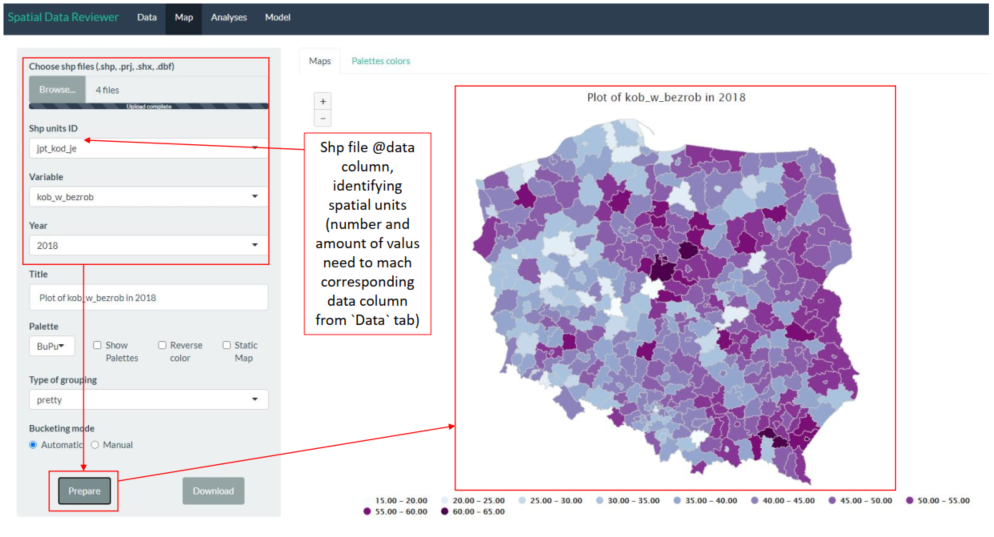 Spatial Data Reviewer Data Map Analyses Model
Choose shp files (.shp, .prj, .shx, .dbf)
Browse... 4 files
Upload complete
Shp units ID
jpt_kod_je
Variable
kob_w_bezrob
Year
2018
Title
Plot of kob_w_bezrob in 2018
Palette
BuPu
Show Palettes
Reverse color
Static Map
Type of grouping
pretty
Bucketing mode
Automatic Manual
Prepare Download
Maps Palettes colors
+
−
Shp file @data
column,
identifying
spatial units
(number and
amount of valus
need to mach
corresponding
data column
from `Data` tab)
Plot of kob_w_bezrob in 2018
15.00 – 20.00 20.00 – 25.00 25.00 – 30.00 30.00 – 35.00 35.00 – 40.00 40.00 – 45.00 45.00 – 50.00 50.00 – 55.00
55.00 – 60.00 60.00 – 65.00